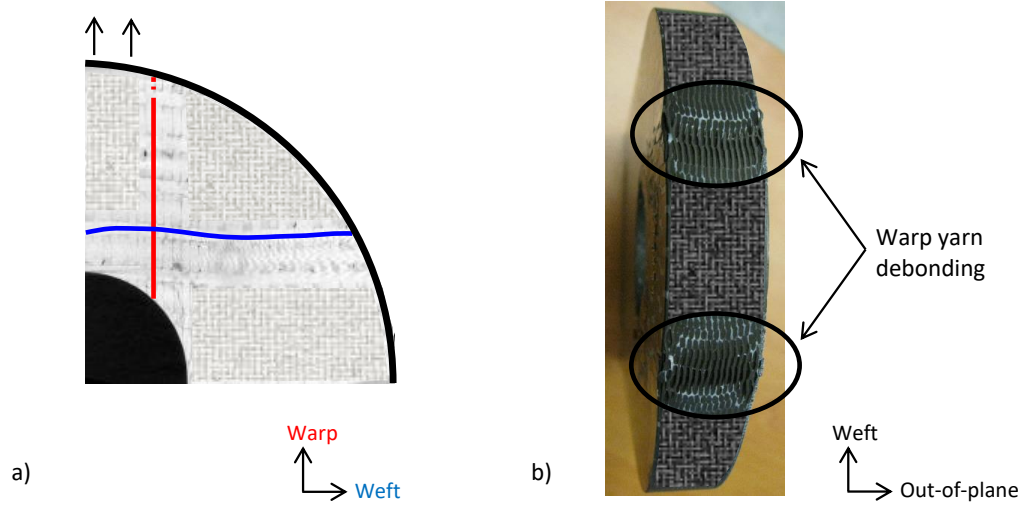 Warp
Weft
a)
Warp yarn
debonding
Weft
Out-of-plane
b)